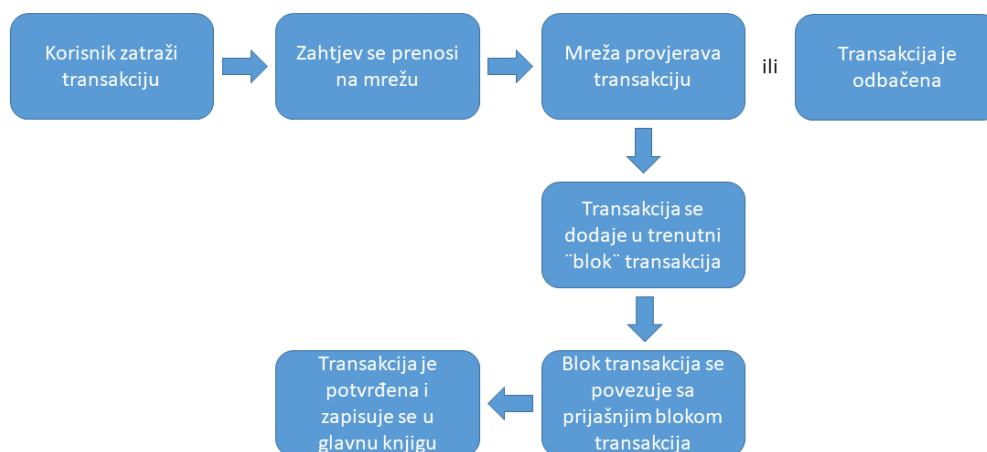 Korisnik zatraži
transakciju
Zahtjev se prenosi
na mrežu
Mreža provjerava
transakciju
ili
Transakcija je
odbačena
Transakcija se
dodaje u trenutni
¨blok¨ transakcija
Blok transakcija se
povezuje sa
prijašnjim blokom
transakcija
Transakcija je
potvrđena i
zapisuje se u
glavnu knjigu